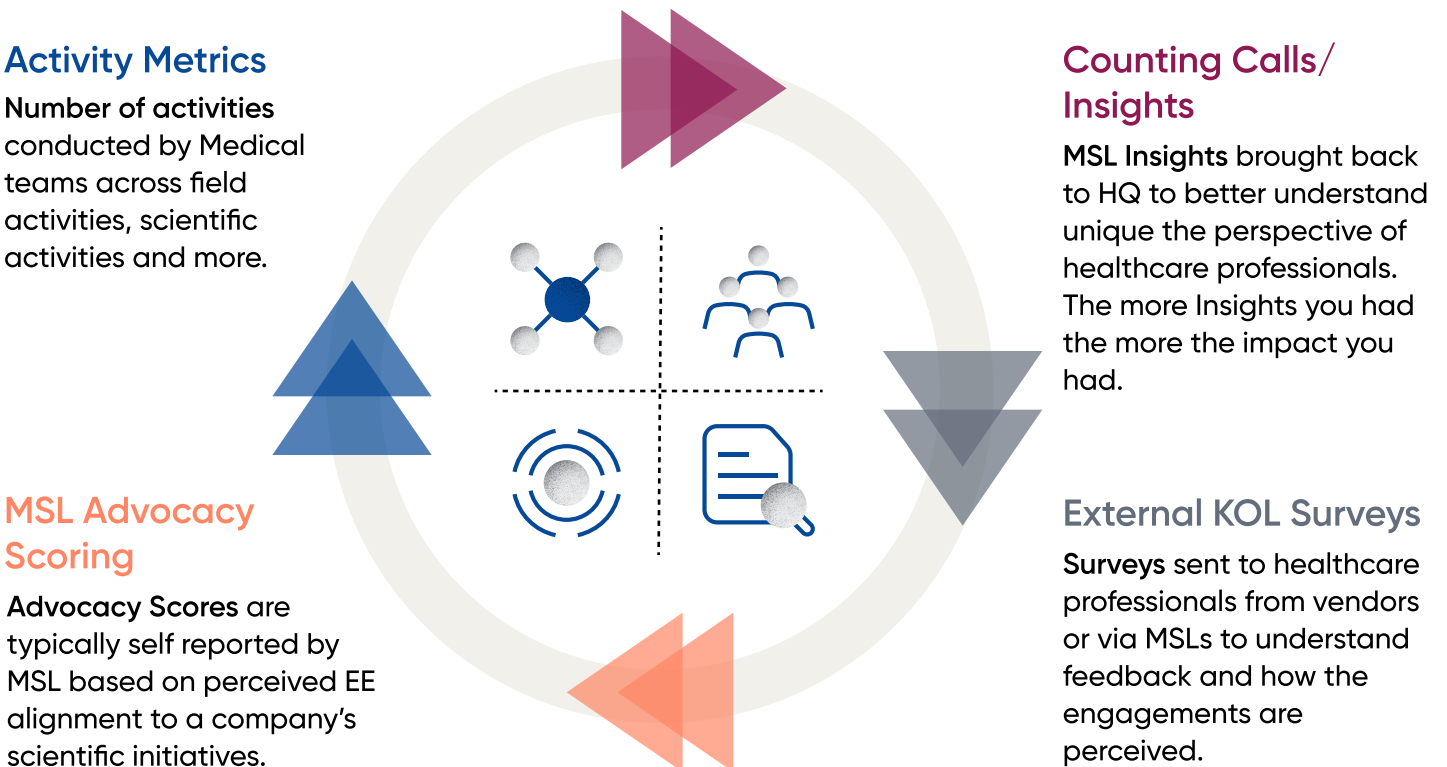 Activity Metrics
Number of activities
conducted by Medical
teams across field
activities, scientific
activities and more.
Counting Calls/
Insights
MSL Insights brought back
to HQ to better understand
unique the perspective of
healthcare professionals.
The more Insights you had
the more the impact you
had.
MSL Advocacy
Scoring
Advocacy Scores are
typically self reported by
MSL based on perceived EE
alignment to a company’s
scientific initiatives.
External KOL Surveys
Surveys sent to healthcare
professionals from vendors
or via MSLs to understand
feedback and how the
engagements are
perceived.